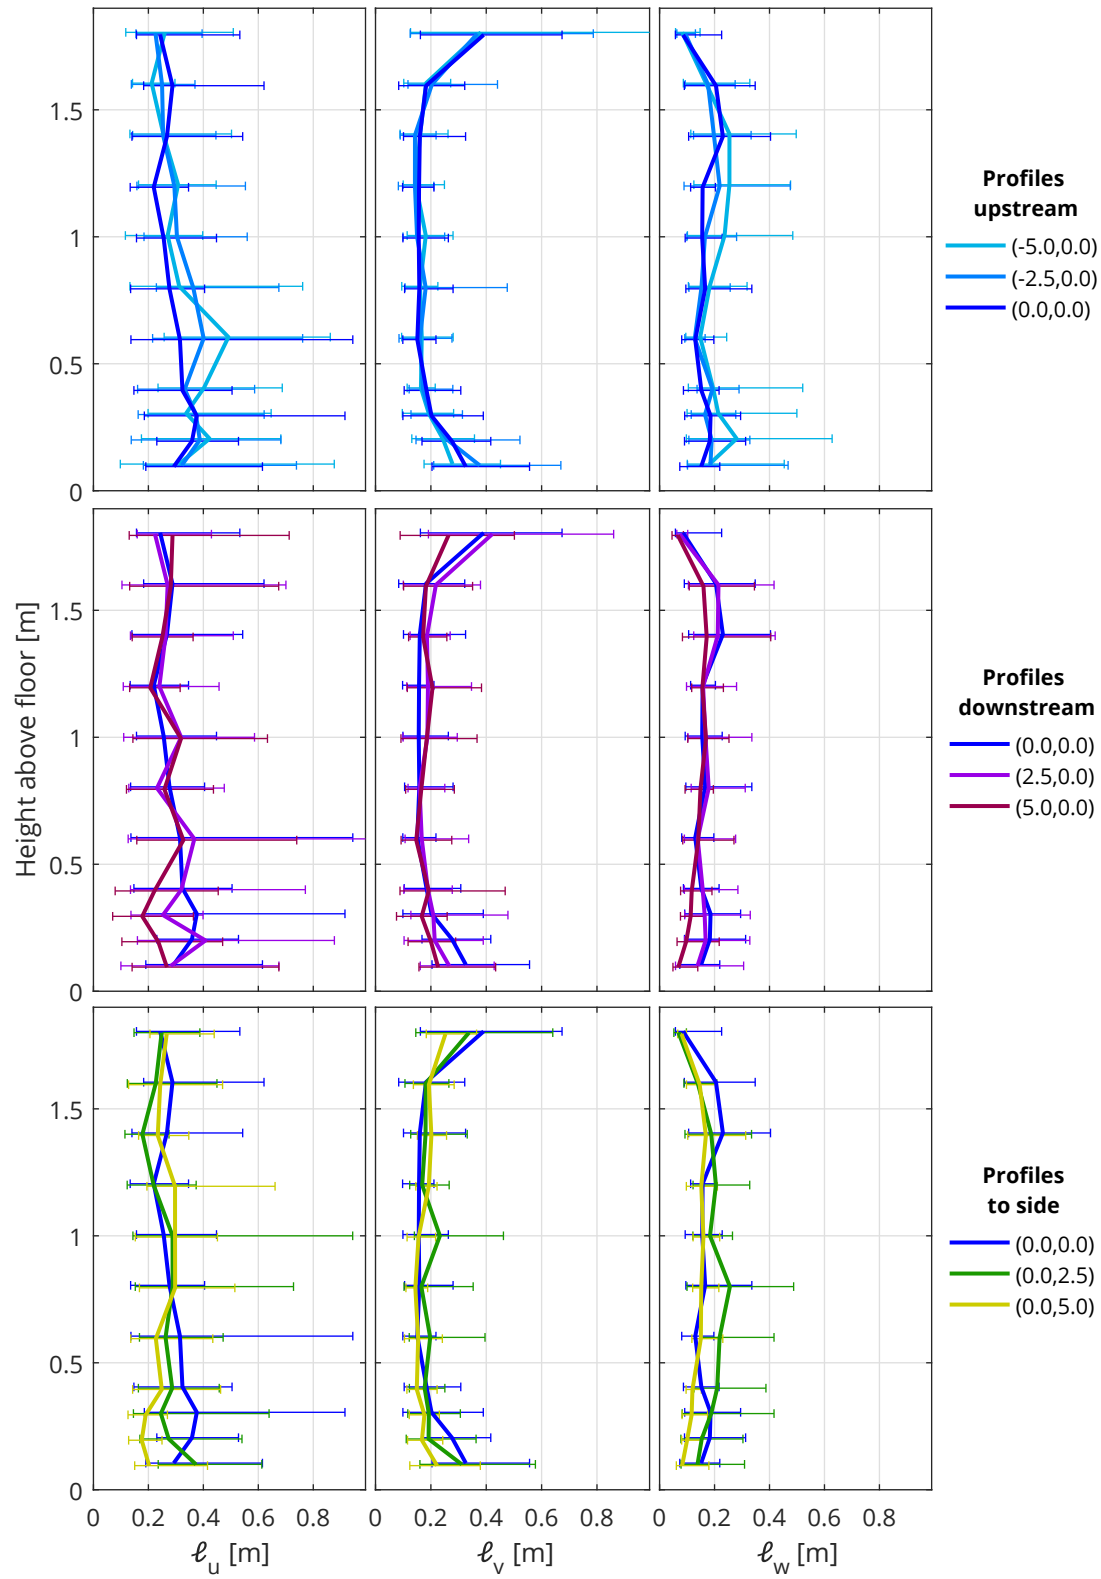 1.5
1
0.5
0
Profiles
upstream
(-5.0,0.0)
(-2.5,0.0)
(0.0,0.0)
Height above floor [m]
1.5
1
0.5
0
Profiles
downstream
(0.0,0.0)
(2.5,0.0)
(5.0,0.0)
1.5
1
0.5
0
Profiles
to side
(0.0,0.0)
(0.0,2.5)
(0.0,5.0)
0 0.2 0.4 0.6 0.8 0 0.2 0.4 0.6 0.8 0 0.2 0.4 0.6 0.8
ℓu [m] ℓv [m] ℓw [m]